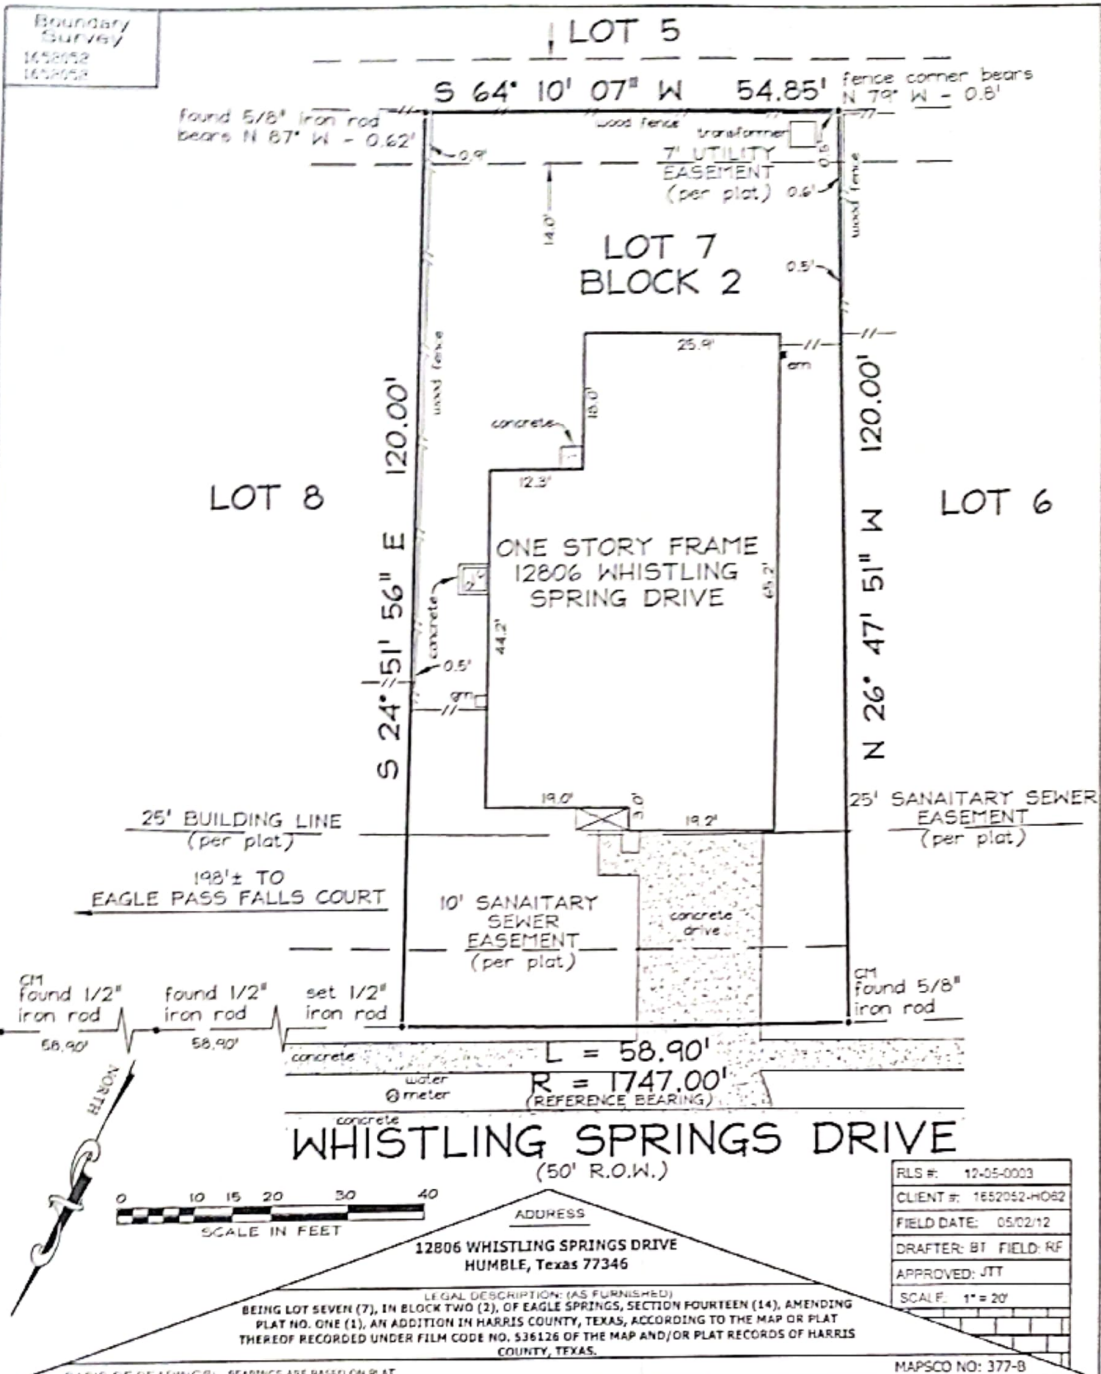 Boundary
Survey
LOT 5
S 64° 10' 07" W 54.85'
fence corner bears
N 79° W - 0.8'
found 5/8" iron rod
bears N 87° W - 0.62'
wood fence
transformer
0.9'
7' UTILITY
EASEMENT
(per plat)
0.6'
wood fence
14.0'
LOT 7
BLOCK 2
0.5'
25.9'
em
wood fence
18.0'
concrete
12.3'
120.00'
120.00'
LOT 8
LOT 6
ONE STORY FRAME
12806 WHISTLING
SPRING DRIVE
65.2'
S 24° 51' 56" E
N 26° 47' 51" W
concrete
44.2'
0.5'
gm
19.0'
3.0'
19.2'
25' BUILDING LINE
(per plat)
25' SANAITARY SEWER
EASEMENT
(per plat)
198'± TO
EAGLE PASS FALLS COURT
10' SANAITARY
SEWER
EASEMENT
(per plat)
concrete
drive
CM
found 1/2"
iron rod
found 1/2"
iron rod
set 1/2"
iron rod
CM
found 5/8"
iron rod
58.90'
58.90'
concrete
L = 58.90'
R = 1747.00'
(REFERENCE BEARING)
water
meter
concrete
NORTH
WHISTLING SPRINGS DRIVE
(50' R.O.W.)
0 10 15 20 30 40
SCALE IN FEET
RLS #: 12-05-0003
CLIENT #: 1652052-HO62
FIELD DATE: 05/02/12
DRAFTER: BT FIELD: RF
APPROVED: JTT
SCALE: 1" = 20'
ADDRESS
12806 WHISTLING SPRINGS DRIVE
HUMBLE, Texas 77346
LEGAL DESCRIPTION: (AS FURNISHED)
BEING LOT SEVEN (7), IN BLOCK TWO (2), OF EAGLE SPRINGS, SECTION FOURTEEN (14), AMENDING
PLAT NO. ONE (1), AN ADDITION IN HARRIS COUNTY, TEXAS, ACCORDING TO THE MAP OR PLAT
THEREOF RECORDED UNDER FILM CODE NO. 536126 OF THE MAP AND/OR PLAT RECORDS OF HARRIS
COUNTY, TEXAS.
MAPSCO NO: 377-B
BEARINGS ARE BASED ON PLAT